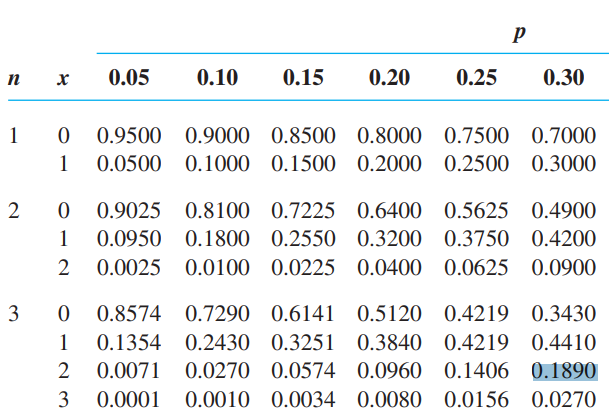 p
n x 0.05 0.10 0.15 0.20 0.25 0.30
1 0 0.9500 0.9000 0.8500 0.8000 0.7500 0.7000
1 0.0500 0.1000 0.1500 0.2000 0.2500 0.3000
2 0 0.9025 0.8100 0.7225 0.6400 0.5625 0.4900
1 0.0950 0.1800 0.2550 0.3200 0.3750 0.4200
2 0.0025 0.0100 0.0225 0.0400 0.0625 0.0900
3 0 0.8574 0.7290 0.6141 0.5120 0.4219 0.3430
1 0.1354 0.2430 0.3251 0.3840 0.4219 0.4410
2 0.0071 0.0270 0.0574 0.0960 0.1406 0.1890
3 0.0001 0.0010 0.0034 0.0080 0.0156 0.0270